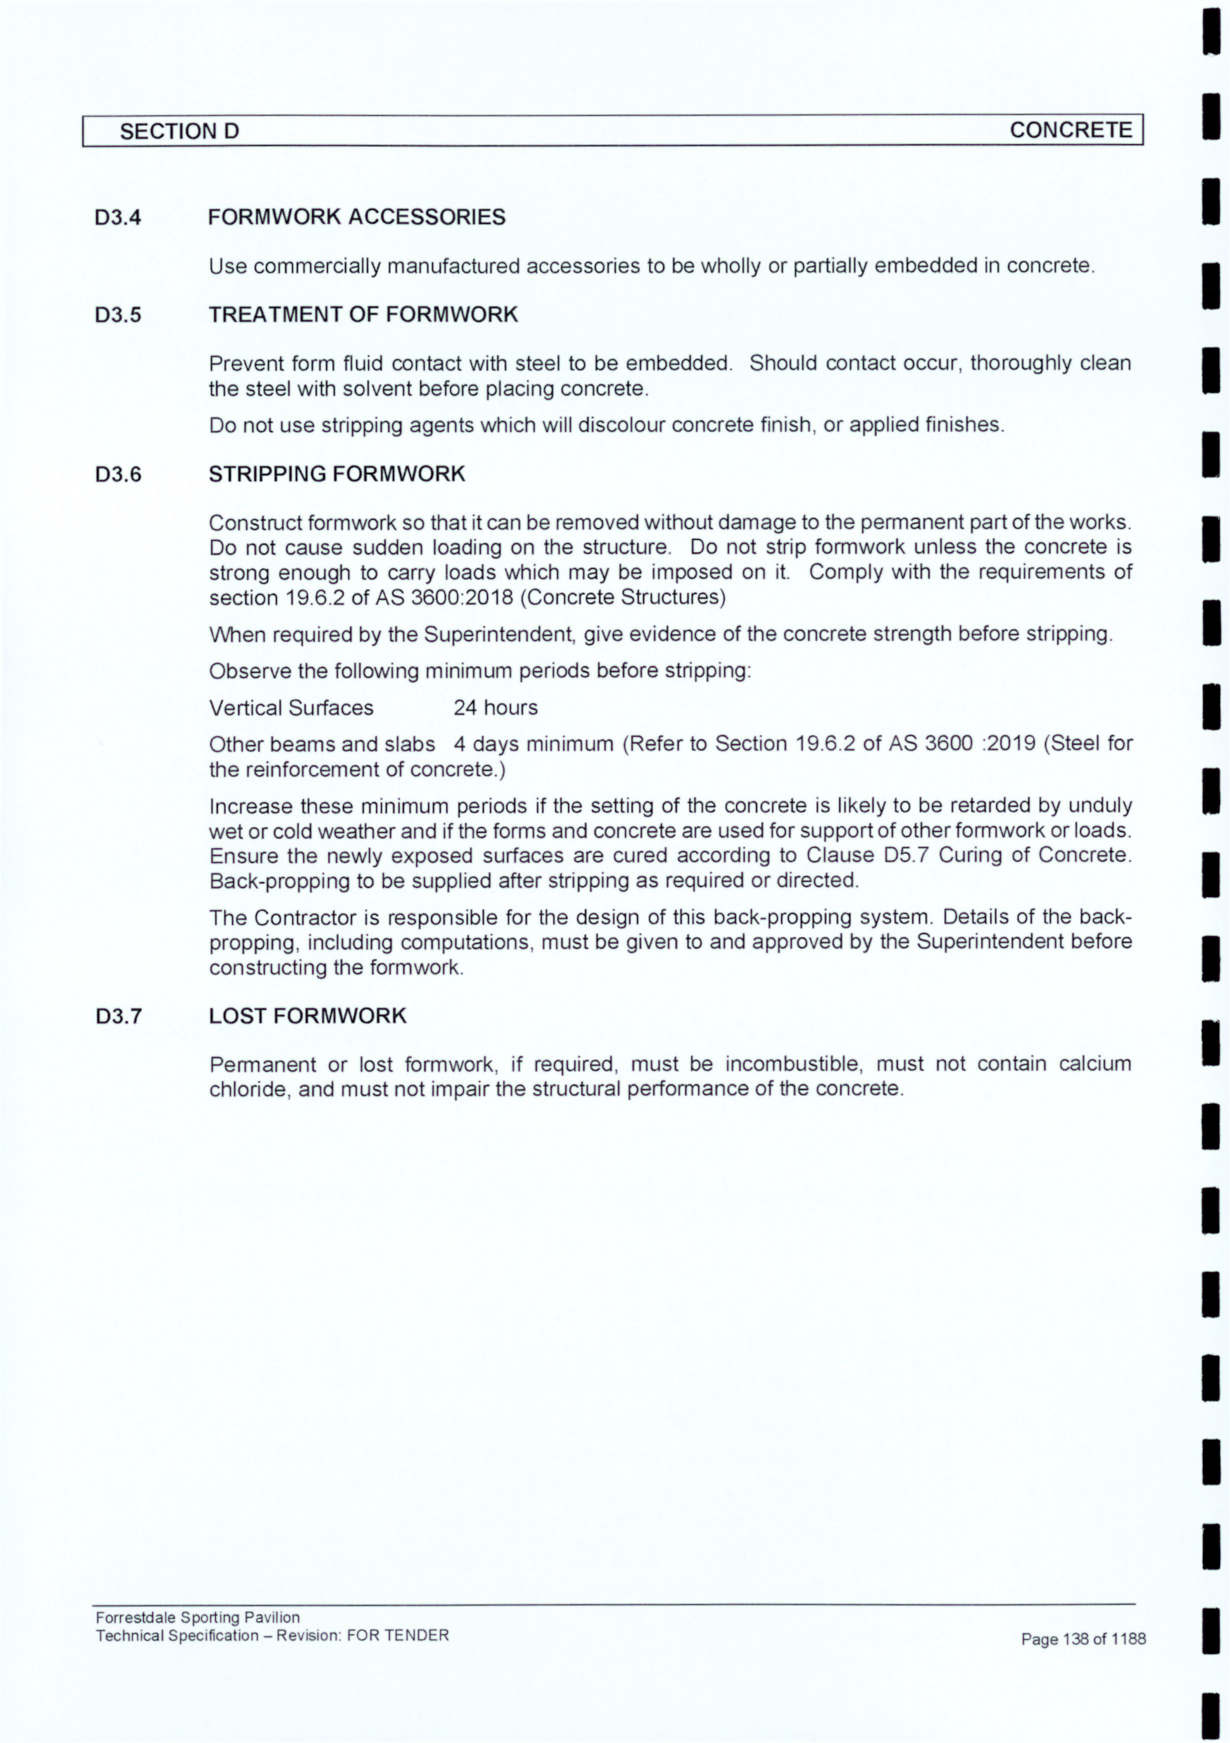 SECTION D CONCRETE
D3.4 FORMWORK ACCESSORIES
Use commercially manufactured accessories to be wholly or partially embedded in concrete.
D3.5 TREATMENT OF FORMWORK
Prevent form fluid contact with steel to be embedded. Should contact occur, thoroughly clean
the steel with solvent before placing concrete.
Do not use stripping agents which will discolour concrete finish, or applied finishes.
D3.6 STRIPPING FORMWORK
Construct formwork so that it can be removed without damage to the permanent part of the works.
Do not cause sudden loading on the structure. Do not strip formwork unless the concrete is
strong enough to carry loads which may be imposed on it. Comply with the requirements of
section 19.6.2 of AS 3600:2018 (Concrete Structures)
When required by the Superintendent, give evidence of the concrete strength before stripping.
Observe the following minimum periods before stripping:
Vertical Surfaces 24 hours
Other beams and slabs 4 days minimum (Refer to Section 19.6.2 of AS 3600 :2019 (Steel for
the reinforcement of concrete.)
Increase these minimum periods if the setting of the concrete is likely to be retarded by unduly
wet or cold weather and if the forms and concrete are used for support of other formwork or loads.
Ensure the newly exposed surfaces are cured according to Clause D5.7 Curing of Concrete.
Back-propping to be supplied after stripping as required or directed.
The Contractor is responsible for the design of this back-propping system. Details of the back-
propping, including computations, must be given to and approved by the Superintendent before
constructing the formwork.
D3.7 LOST FORMWORK
Permanent or lost formwork, if required, must be incombustible, must not contain calcium
chloride, and must not impair the structural performance of the concrete.
Forrestdale Sporting Pavilion
Technical Specification – Revision: FOR TENDER
Page 138 of 1188